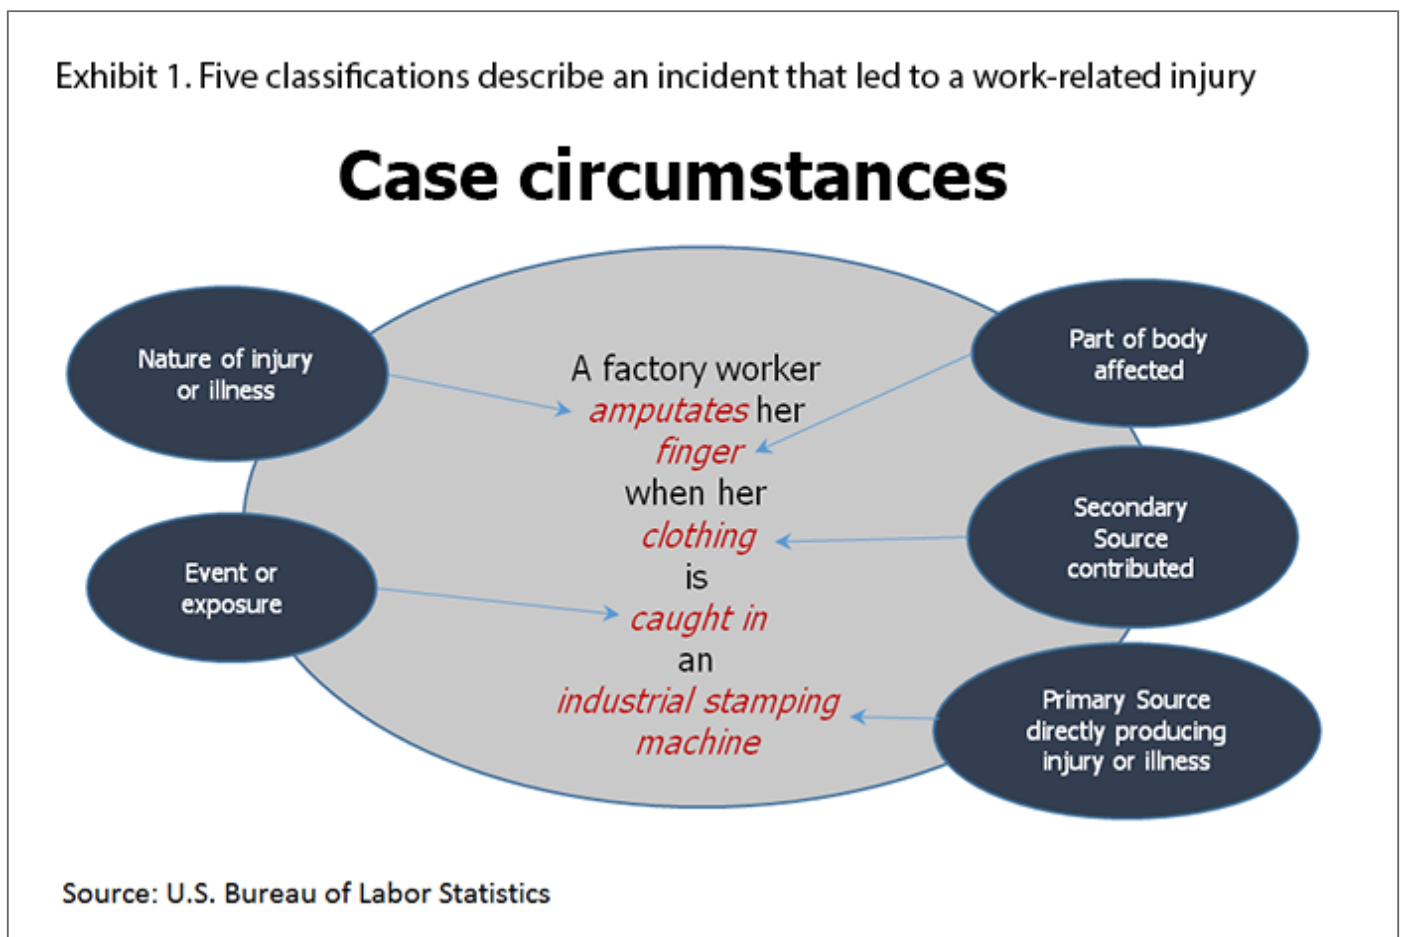 Exhibit 1. Five classifications describe an incident that led to a work-related injury
Case circumstances
Nature of injury
or illness
Event or
exposure
A factory worker
amputates her
finger
when her
clothing
is
caught in
an
industrial stamping
machine
Part of body
affected
Secondary
Source
contributed
Primary Source
directly producing
injury or illness
Source: U.S. Bureau of Labor Statistics